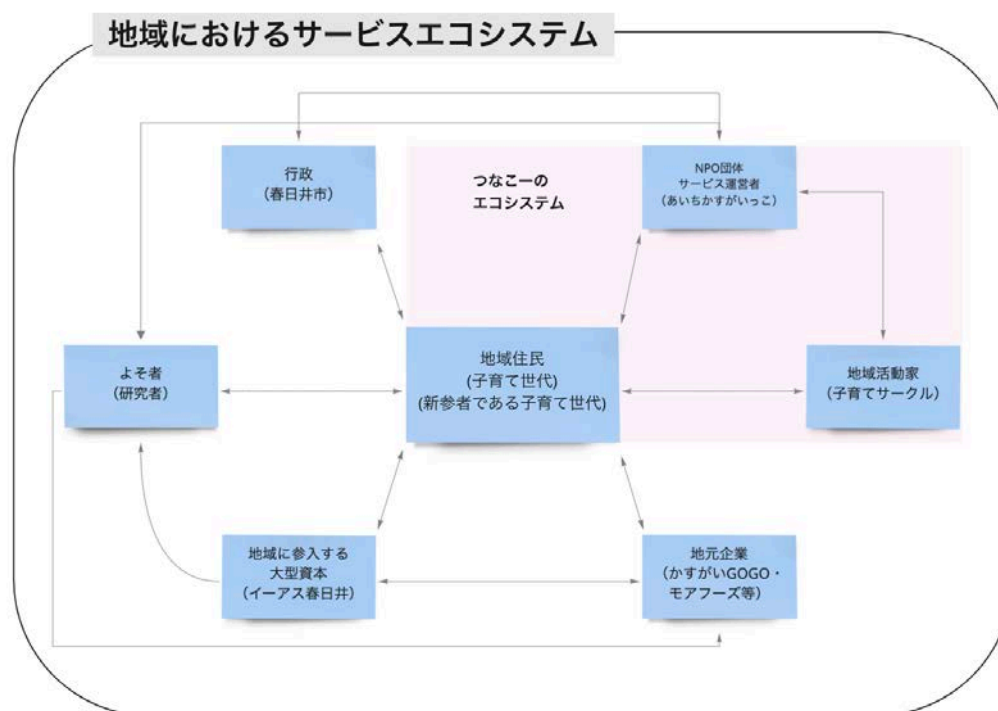 地域におけるサービスエコシステム
行政
（春日井市）
つなこーの
エコシステム
NPO団体
サービス運営者
（あいちかすがいっこ）
よそ者
（研究者）
地域住民
(子育て世代)
(新参者である子育て世代)
地域活動家
（子育てサークル）
地域に参入する
大型資本
（イーアス春日井）
地元企業
（かすがいGOGO・
モアフーズ等）